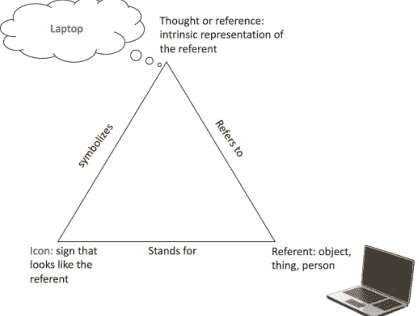 Laptop
Thought or reference:
intrinsic representation of
the referent
symbolizes
Refers to
Icon: sign that
looks like the
referent
Stands for
Referent: object,
thing, person